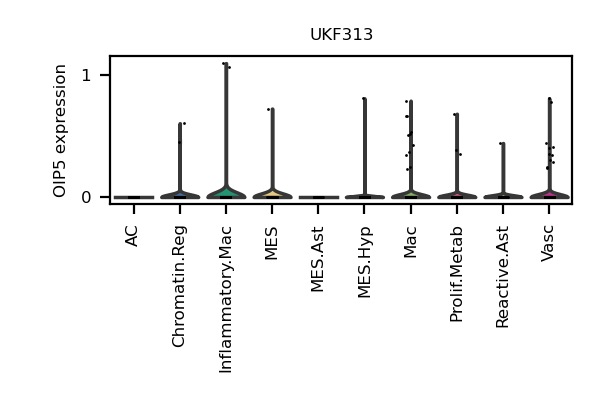 UKF313
OIP5 expression
1
0
AC
Chromatin.Reg
Inflammatory.Mac
MES
MES.Ast
MES.Hyp
Mac
Prolif.Metab
Reactive.Ast
Vasc